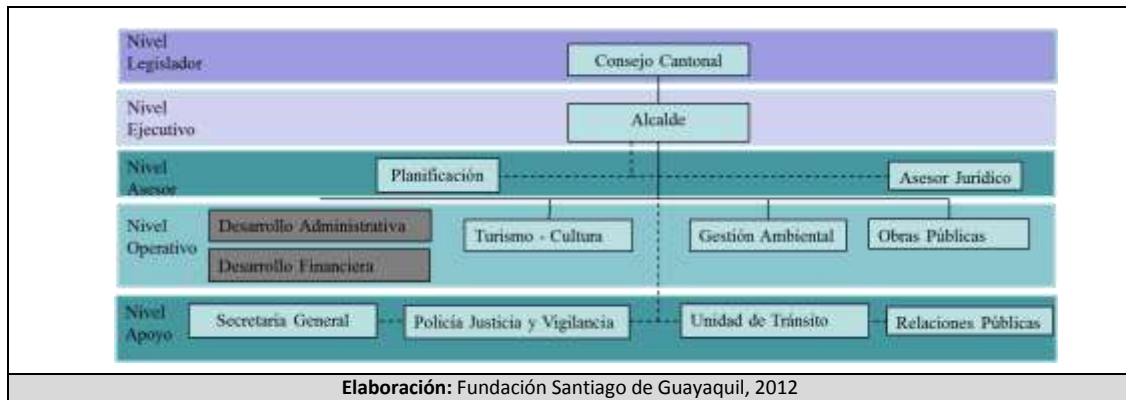 Nivel
Legislador
Consejo Cantonal
Nivel
Ejecutivo
Alcalde
Nivel
Asesor
Planificación
Asesor Jurídico
Nivel
Operativo
Desarrollo Administrativa
Desarrollo Financiera
Turismo - Cultura
Gestión Ambiental
Obras Públicas
Nivel
Apoyo
Secretaria General
Policía Justicia y Vigilancia
Unidad de Tránsito
Relaciones Públicas
Elaboración: Fundación Santiago de Guayaquil, 2012